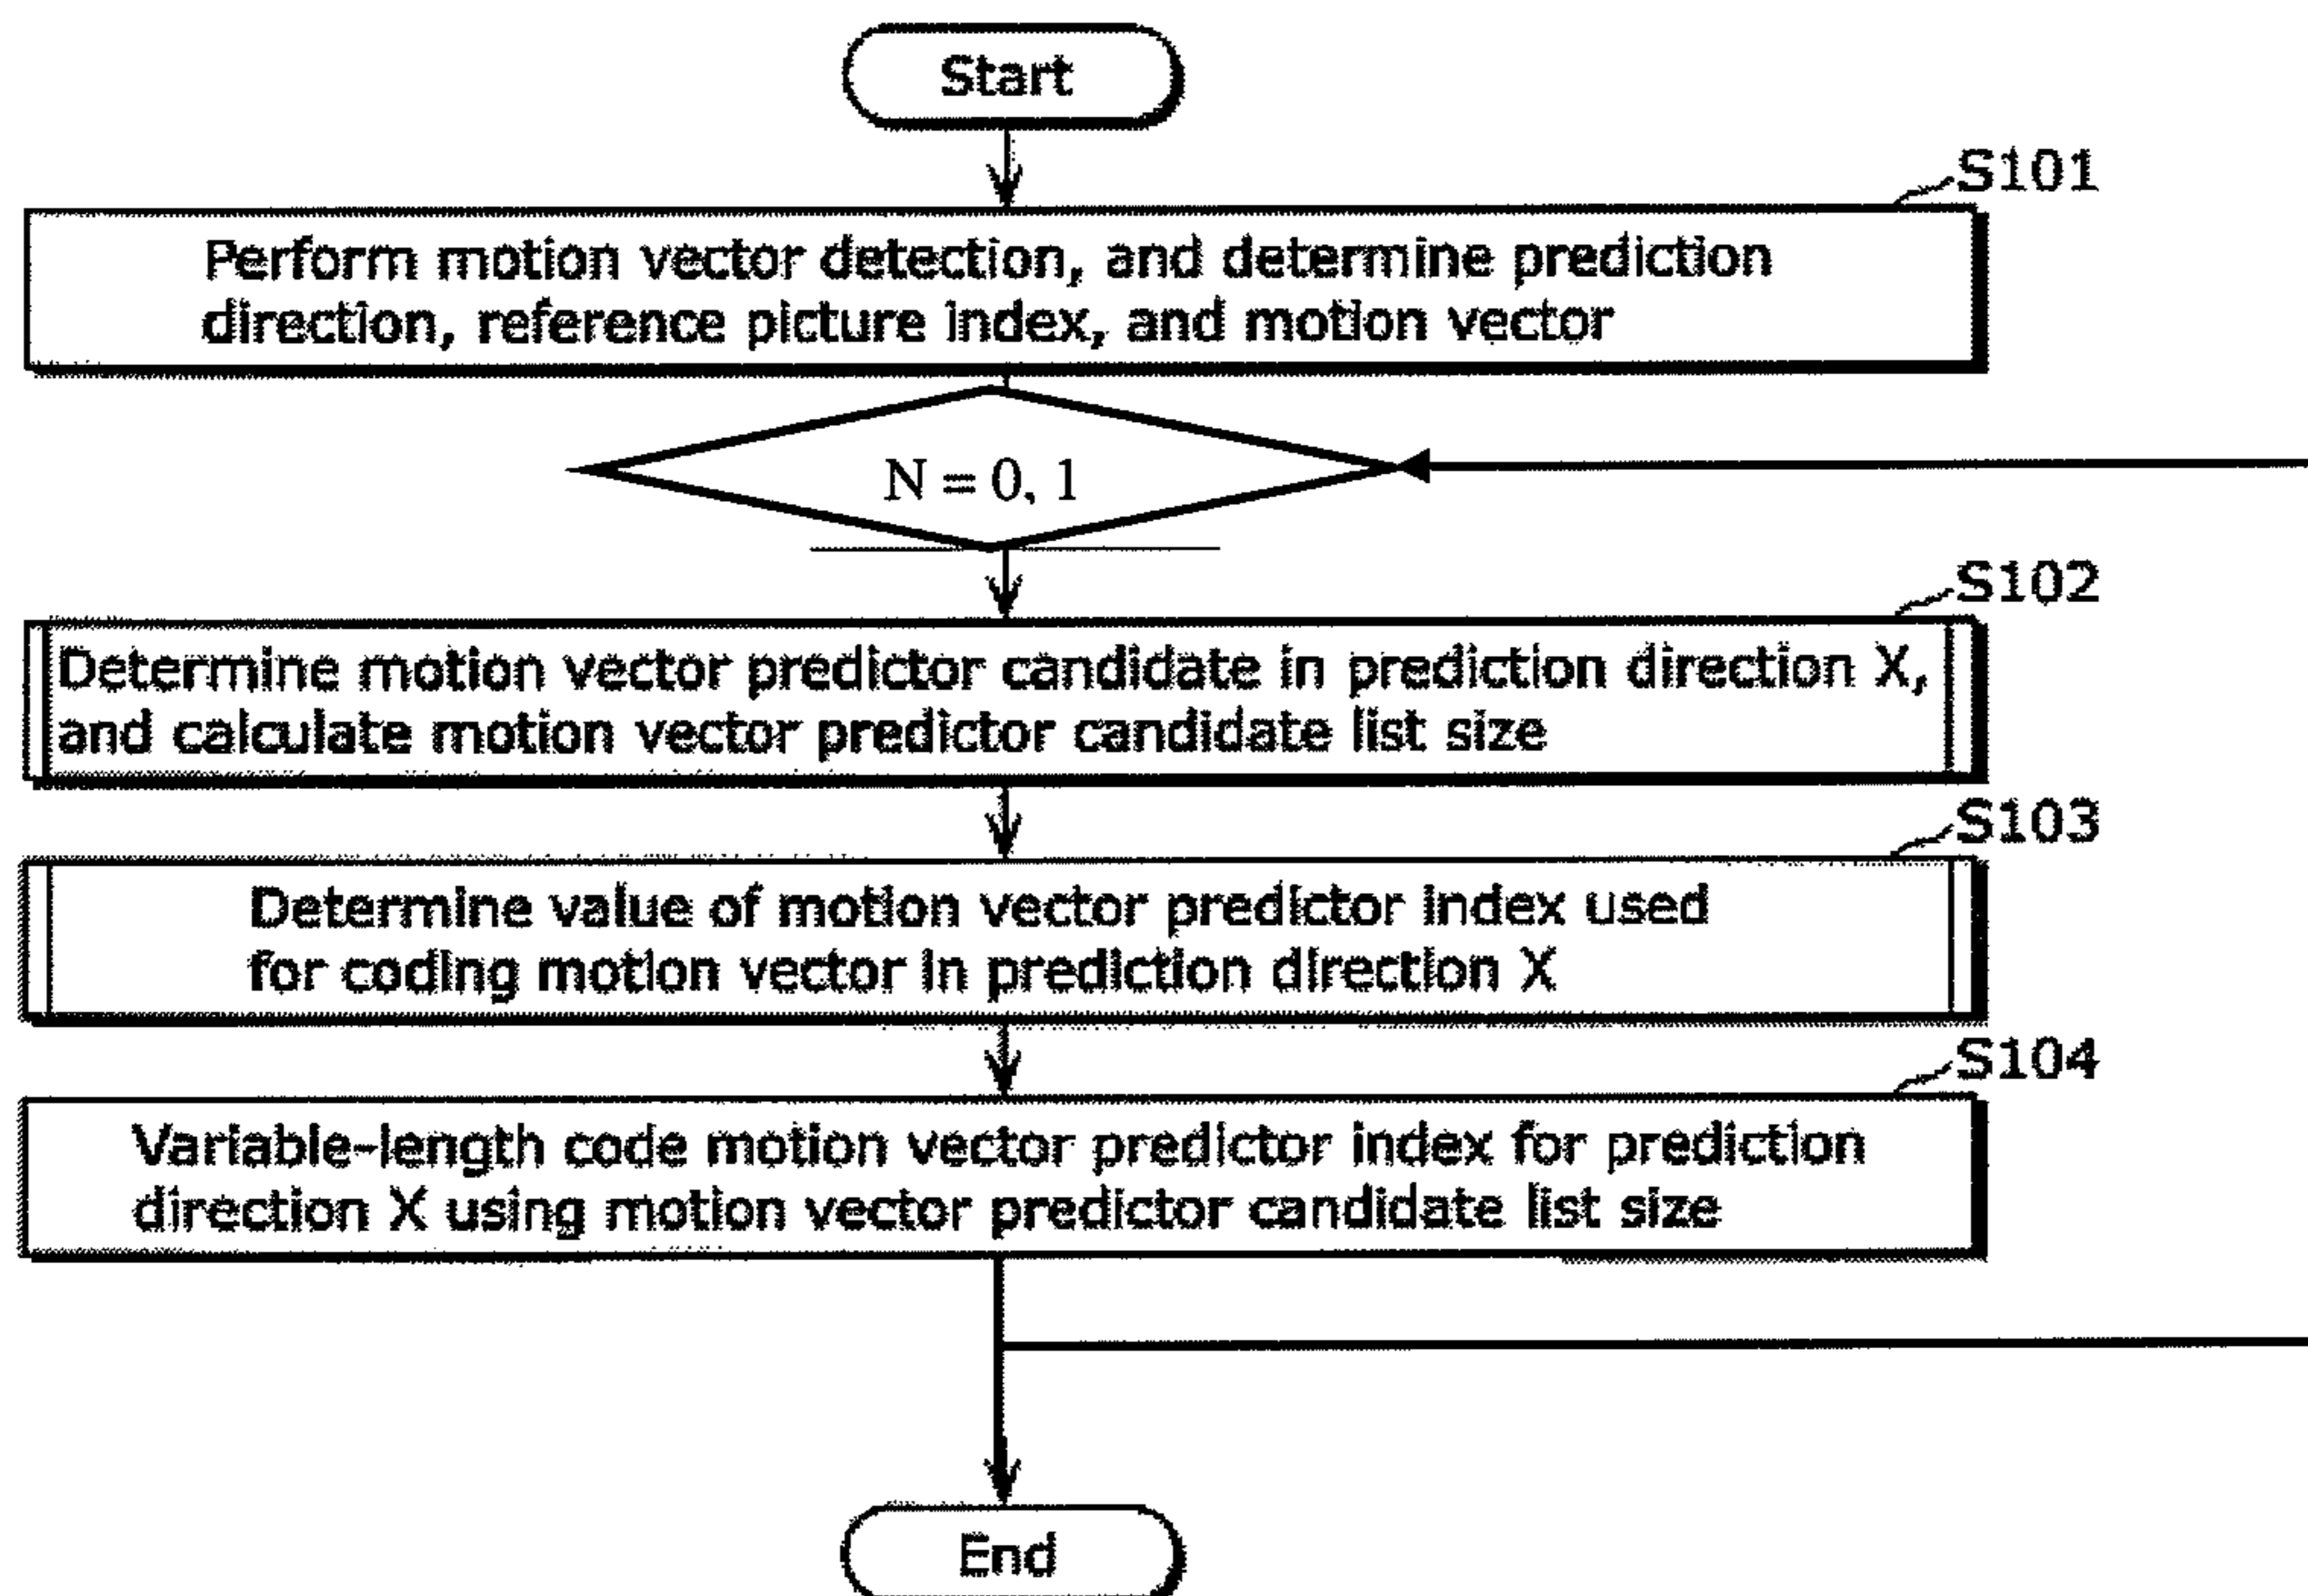 Start
S101
Perform motion vector detection, and determine prediction
direction, reference picture index, and motion vector
N = 0, 1
S102
Determine motion vector predictor candidate in prediction direction X,
and calculate motion vector predictor candidate list size
S103
Determine value of motion vector predictor index used
for coding motion vector in prediction direction X
S104
Variable-length code motion vector predictor index for prediction
direction X using motion vector predictor candidate list size
End